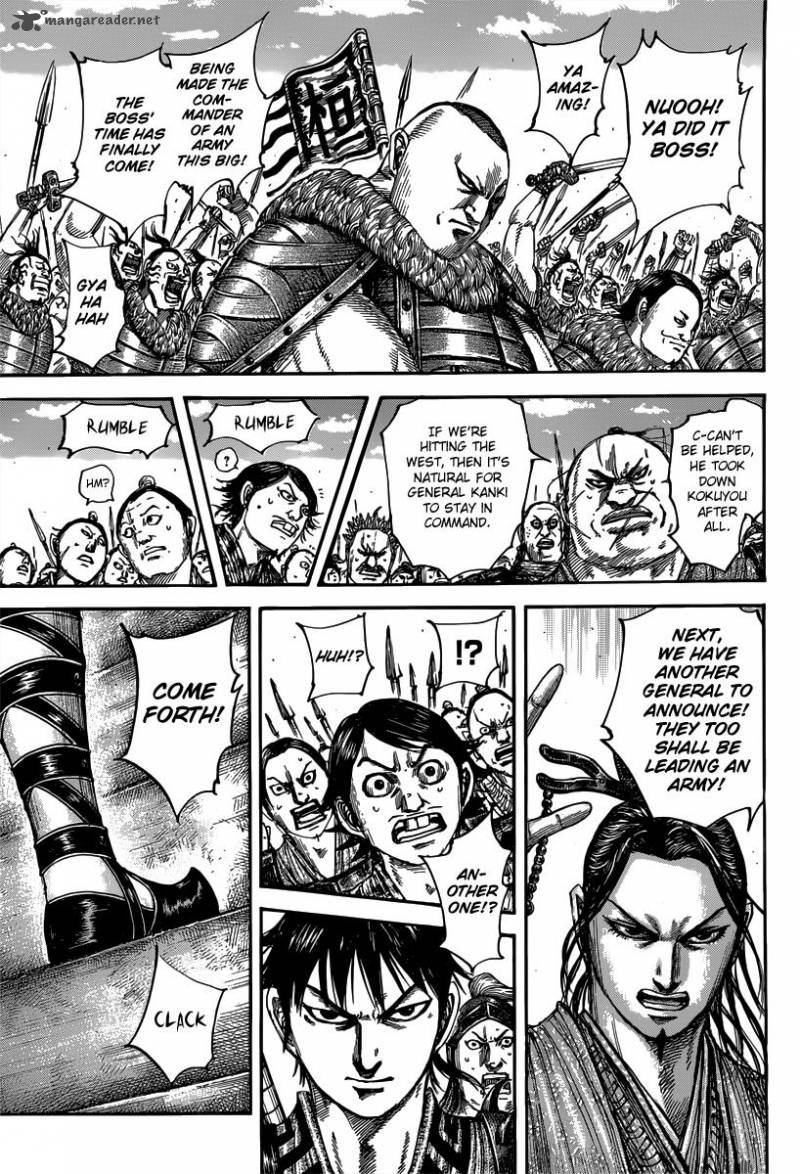 mangareader.net
NUOOH!
YA DID IT
BOSS!
YA
AMAZ-
ING!
桓
BEING
MADE THE
COM-
MANDER
OF AN
ARMY
THIS BIG!
THE
BOSS'
TIME HAS
FINALLY
COME!
GYA
HA
HAH
C-CAN'T
BE HELPED,
HE TOOK
DOWN
KOKUYOU
AFTER
ALL.
IF WE'RE
HITTING
THE WEST,
THEN IT'S
NATURAL FOR
GENERAL KANKI
TO STAY IN
COMMAND.
RUMBLE
?
RUMBLE
HM?
NEXT,
WE HAVE
ANOTHER
GENERAL TO
ANNOUNCE!
THEY TOO
SHALL BE
LEADING AN
ARMY!
!?
HUH!?
AN-
OTHER
ONE!?
COME
FORTH!
CLACK